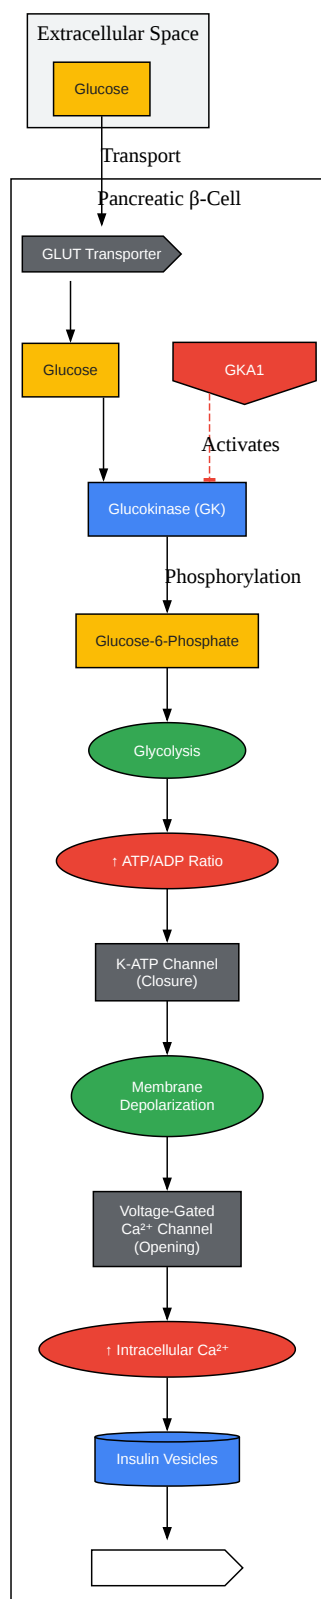 Extracellular Space
Glucose
Transport
Pancreatic β-Cell
GLUT Transporter
Glucose
GKA1
Activates
Glucokinase (GK)
Phosphorylation
Glucose-6-Phosphate
Glycolysis
↑ ATP/ADP Ratio
K-ATP Channel
(Closure)
Membrane
Depolarization
Voltage-Gated
Ca²⁺ Channel
(Opening)
↑ Intracellular Ca²⁺
Insulin Vesicles